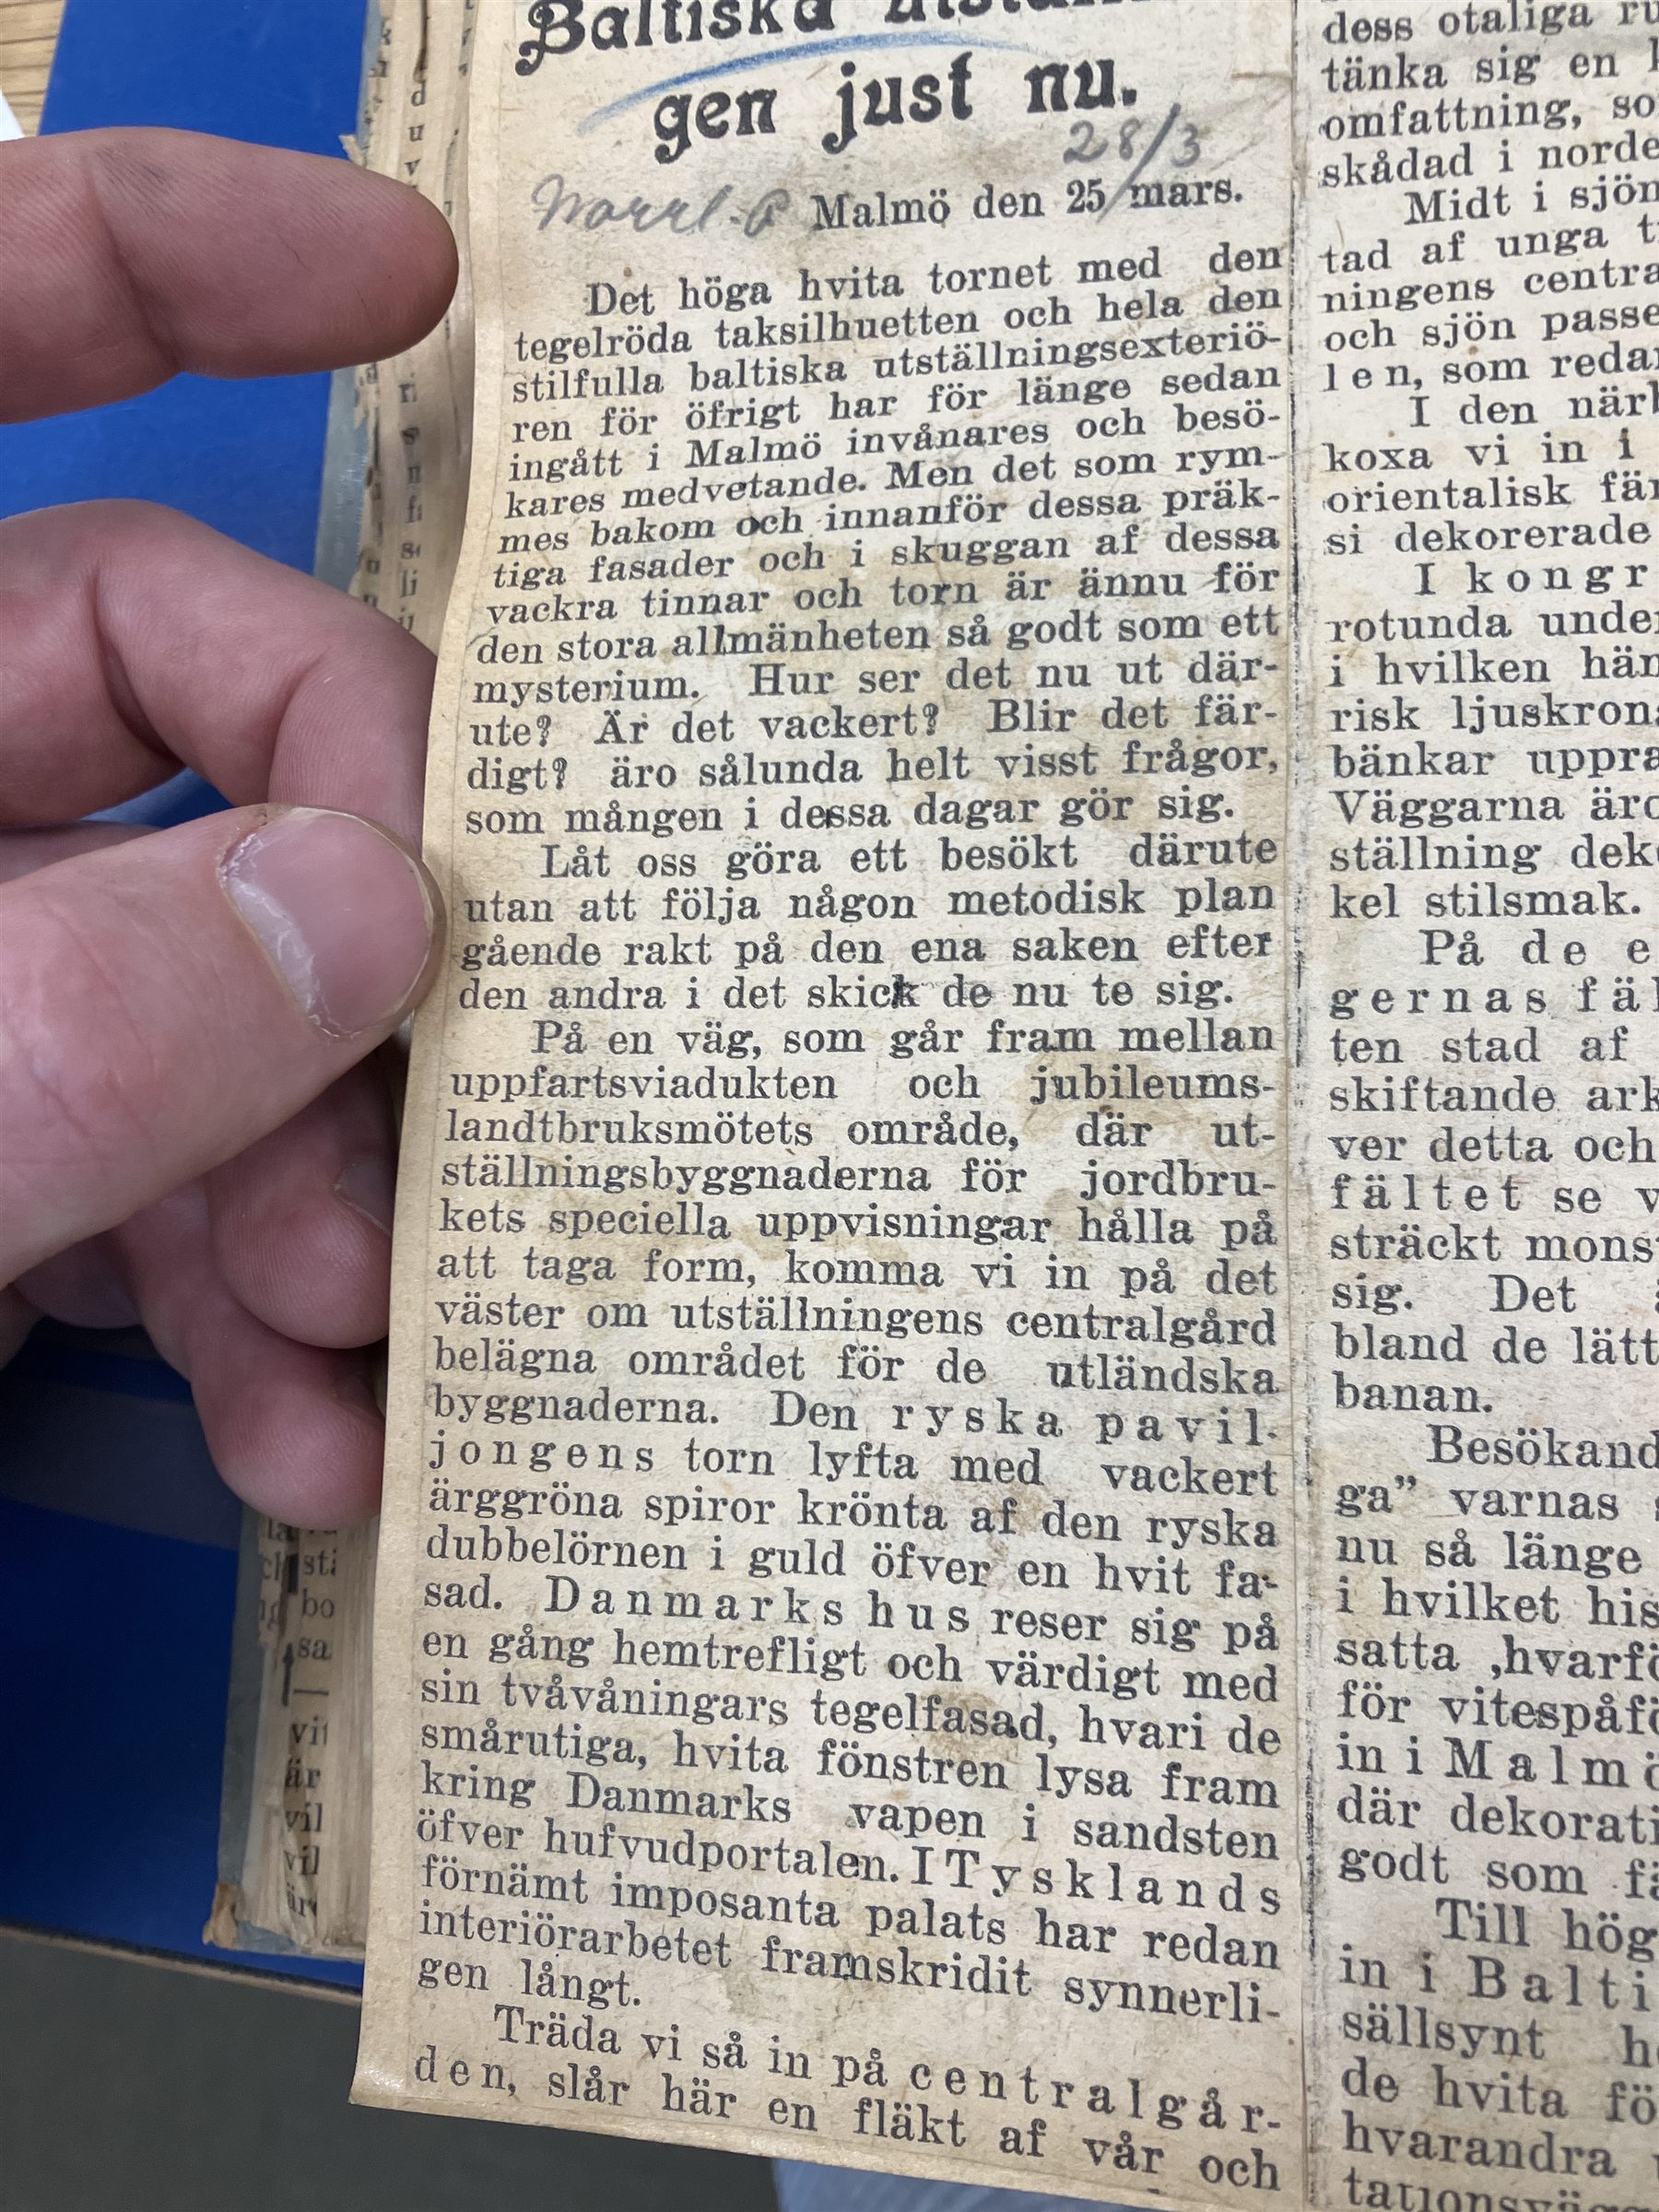 Baltiska
gen just nu.
28/3
Norrl. P Malmö den 25 mars.
Det höga hvita tornet med den
tegelröda taksilhuetten och hela den
stilfulla baltiska utställningsexteriö-
ren för öfrigt har för länge sedan
ingått i Malmö invånares och besö-
kares medvetande. Men det som rym-
mes bakom och innanför dessa präk-
tiga fasader och i skuggan af dessa
vackra tinnar och torn är ännu för
den stora allmänheten så godt som ett
mysterium. Hur ser det nu ut där-
ute? Är det vackert? Blir det fär-
digt? äro sålunda helt visst frågor,
som mången i dessa dagar gör sig.
Låt oss göra ett besökt därute
utan att följa någon metodisk plan
gående rakt på den ena saken efter
den andra i det skick de nu te sig.
På en väg, som går fram mellan
uppfartsviadukten och jubileums-
landtbruksmötets område, där ut-
ställningsbyggnaderna för jordbru-
kets speciella uppvisningar hålla på
att taga form, komma vi in på det
väster om utställningens centralgård
belägna området för de utländska
byggnaderna. Den ryska pavil-
jongens torn lyfta med vackert
ärggröna spiror krönta af den ryska
dubbelörnen i guld öfver en hvit fa-
sad. Danmarks hus reser sig på
en gång hemtrefligt och värdigt med
sin tvåvåningars tegelfasad, hvari de
smårutiga, hvita fönstren lysa fram
kring Danmarks vapen i sandsten
öfver hufvudportalen. I Tysklands
förnämt imposanta palats har redan
interiörarbetet framskridit synnerli-
gen långt.
Träda vi så in på centralgår-
den, slår här en fläkt af vår och
dess otaliga
tänka sig en
omfattning,
skådad i
Midt i sjön
tad af unga
ningens
och sjön
len, som
I den
koxa vi in i
orientalisk
si dekorerade
I
rotunda
i hvilken
risk
bänkar
Väggarna
ställning
kel stilsmak.
På de
gernas
ten stad af
skiftande
ver detta och
fältet se
sträckt
sig. Det
bland de
banan.
ga" varnas
nu så länge
i hvilket
satta ,
för
in i
där
godt som
Till
in i
sällsynt
de hvita
hvarandra